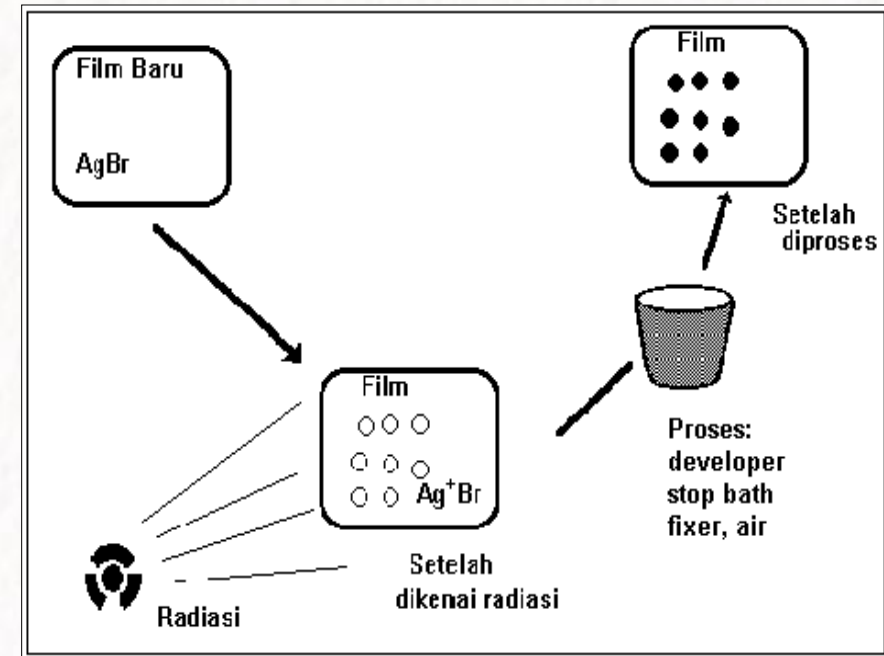 Film Baru
AgBr
Radiasi
Film
Ag⁺Br
Setelah
dikenai radiasi
Proses:
developer
stop bath
fixer, air
Film
Setelah
diproses